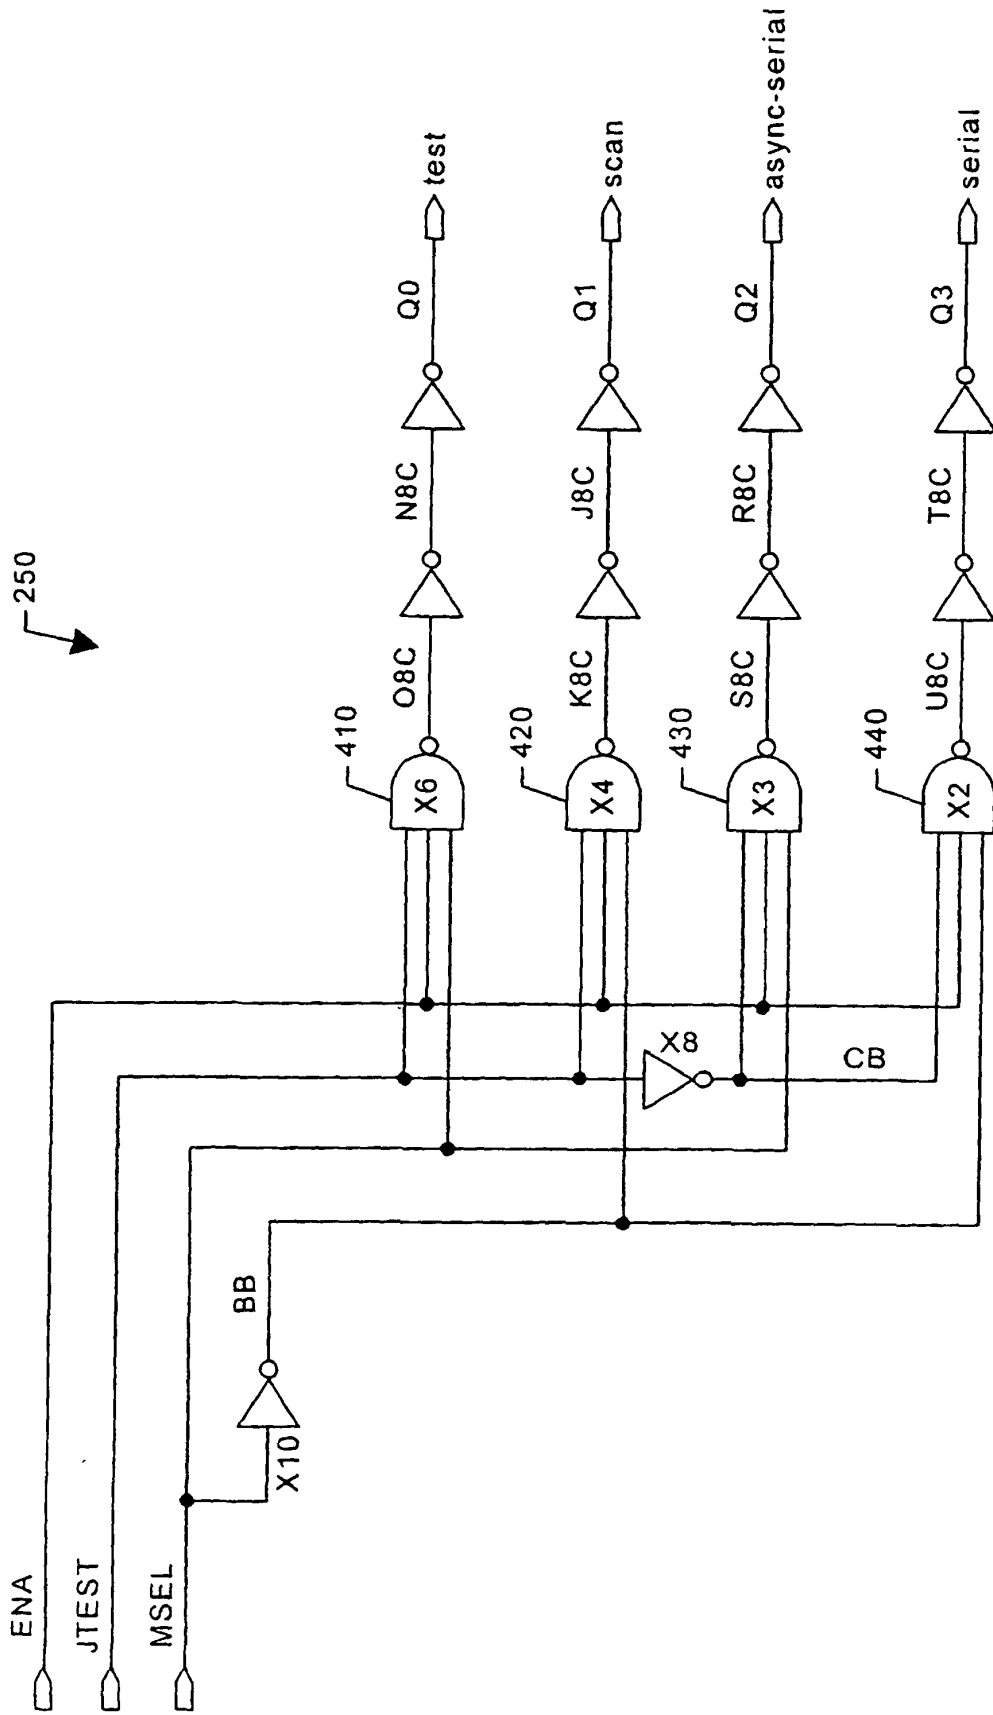 250
ENA
JTEST
MSEL
X10
BB
X8
CB
410
X6
O8C
N8C
Q0
test
420
X4
K8C
J8C
Q1
scan
430
X3
S8C
R8C
Q2
async-serial
440
X2
U8C
T8C
Q3
serial